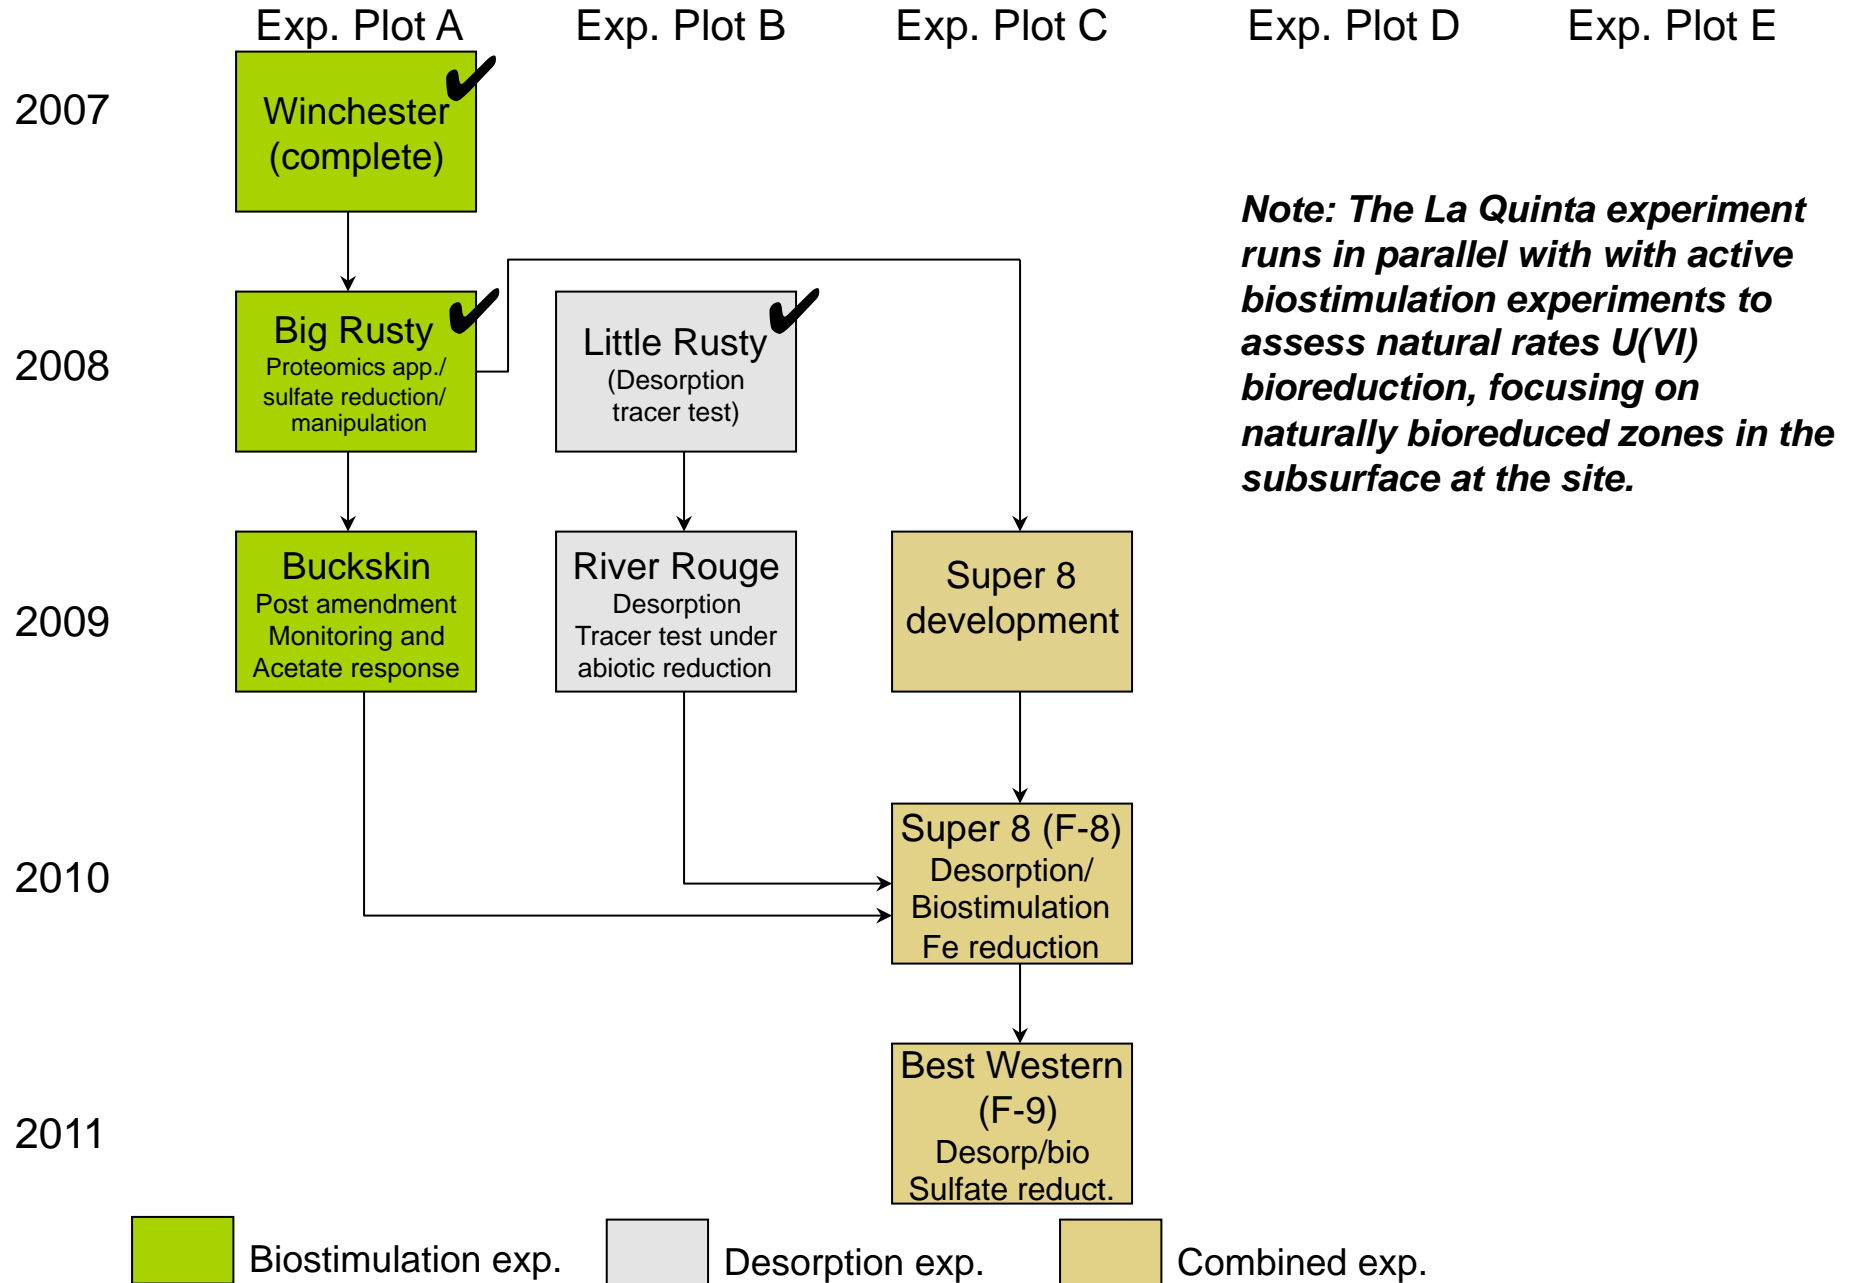 Exp. Plot A
Exp. Plot B
Exp. Plot C
Exp. Plot D
Exp. Plot E
2007
Winchester
(complete)
Note: The La Quinta experiment
runs in parallel with with active
biostimulation experiments to
assess natural rates U(VI)
bioreduction, focusing on
naturally bioreduced zones in the
subsurface at the site.
2008
Big Rusty
Proteomics app./
sulfate reduction/
manipulation
Little Rusty
(Desorption
tracer test)
2009
Buckskin
Post amendment
Monitoring and
Acetate response
River Rouge
Desorption
Tracer test under
abiotic reduction
Super 8
development
2010
Super 8 (F-8)
Desorption/
Biostimulation
Fe reduction
2011
Best Western
(F-9)
Desorp/bio
Sulfate reduct.
Biostimulation exp.
Desorption exp.
Combined exp.